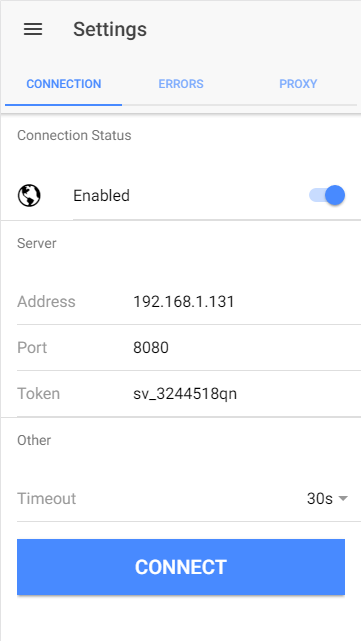 Settings
CONNECTION ERRORS PROXY
Connection Status
Enabled
Server
Address 192.168.1.131
Port 8080
Token sv_3244518qn
Other
Timeout 30s
CONNECT